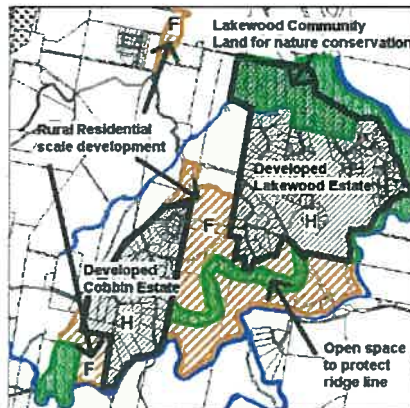 F
Lakewood Community
Land for nature conservation
H
Rural Residential
scale development
Developed
Lakewood Estate
H
F
Developed
Cobbin Estate
H
F
Open space
to protect
ridge line